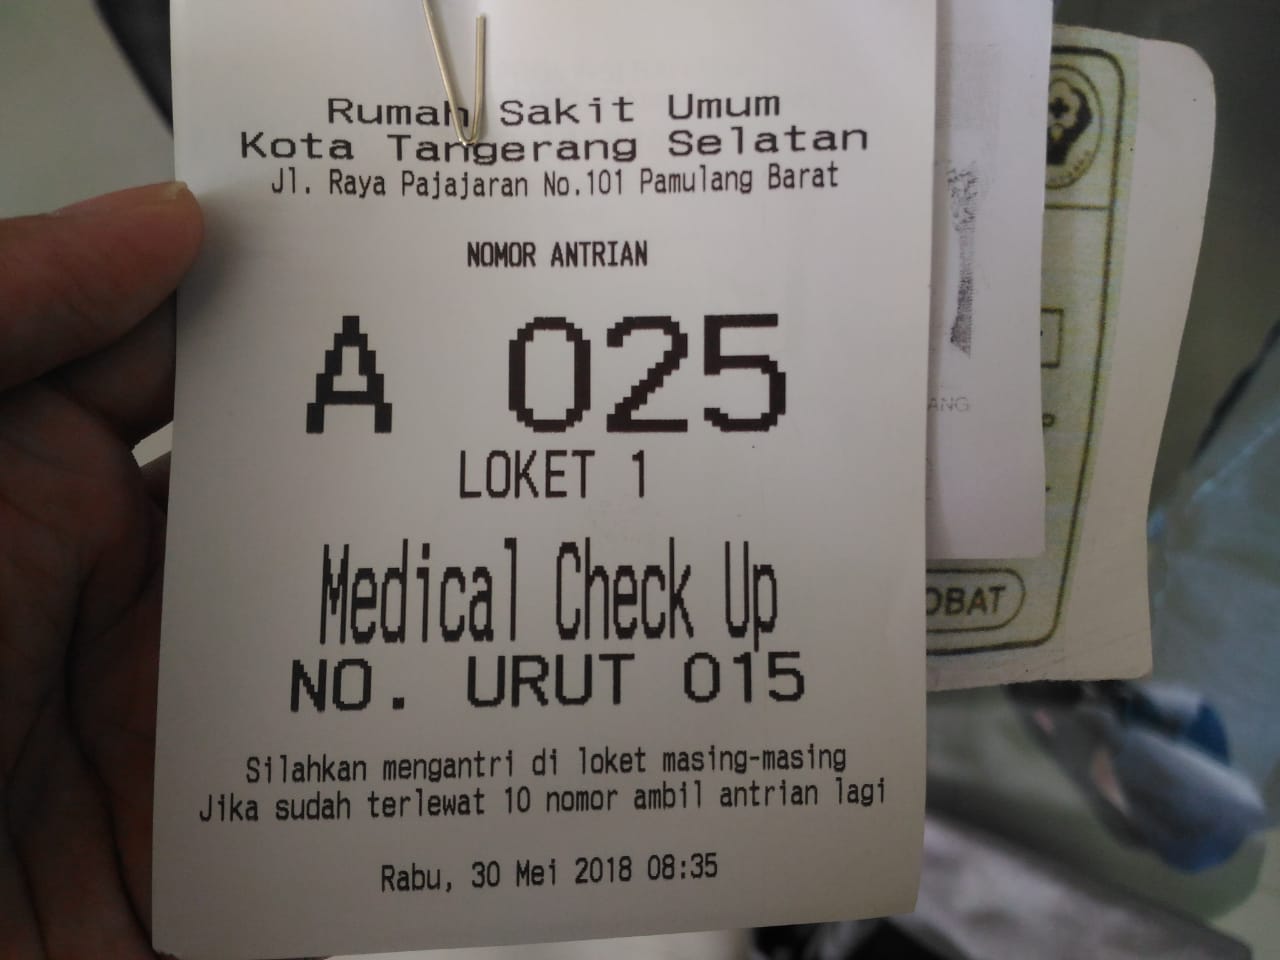 Rumah Sakit Umum
Kota Tangerang Selatan
Jl. Raya Pajajaran No.101 Pamulang Barat
NOMOR ANTRIAN
A 025
LOKET 1
Medical Check Up
NO. URUT 015
Silahkan mengantri di loket masing-masing
Jika sudah terlewat 10 nomor ambil antrian lagi
Rabu, 30 Mei 2018 08:35
ANG
OBAT